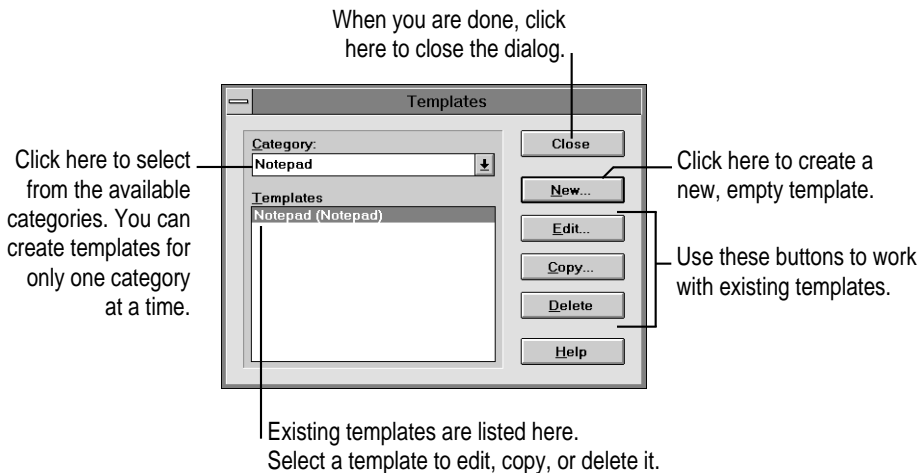 When you are done, click
here to close the dialog.
Templates
Category:
Notepad
Templates
Notepad (Notepad)
Close
New...
Edit...
Copy...
Delete
Help
Click here to select
from the available
categories. You can
create templates for
only one category
at a time.
Click here to create a
new, empty template.
Use these buttons to work
with existing templates.
Existing templates are listed here.
Select a template to edit, copy, or delete it.